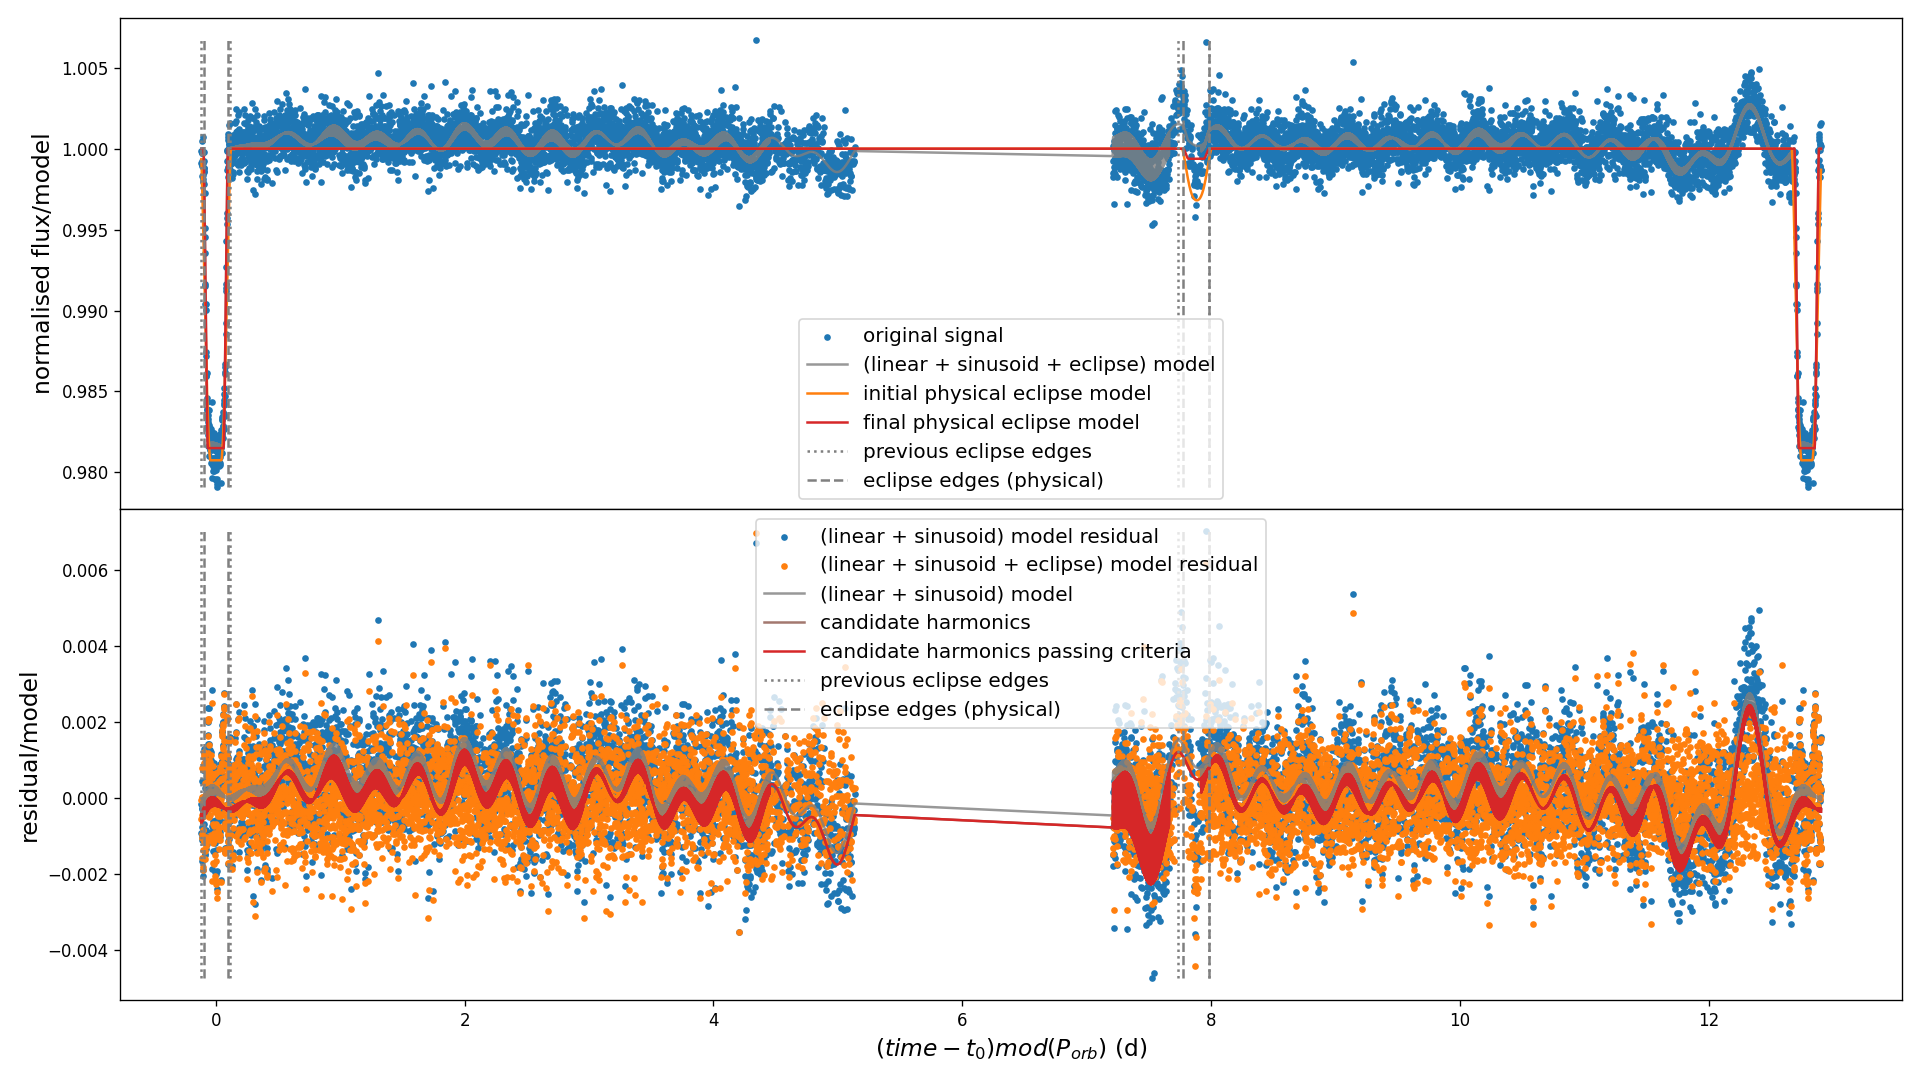 normalised flux/model
1.005
1.000
0.995
0.990
0.985
0.980
original signal
(linear + sinusoid + eclipse) model
initial physical eclipse model
final physical eclipse model
previous eclipse edges
eclipse edges (physical)
residual/model
0.006
0.004
0.002
0.000
−0.002
−0.004
(linear + sinusoid) model residual
(linear + sinusoid + eclipse) model residual
(linear + sinusoid) model
candidate harmonics
candidate harmonics passing criteria
previous eclipse edges
eclipse edges (physical)
0 2 4 6 8 10 12
(time − t₀)mod(P_orb) (d)